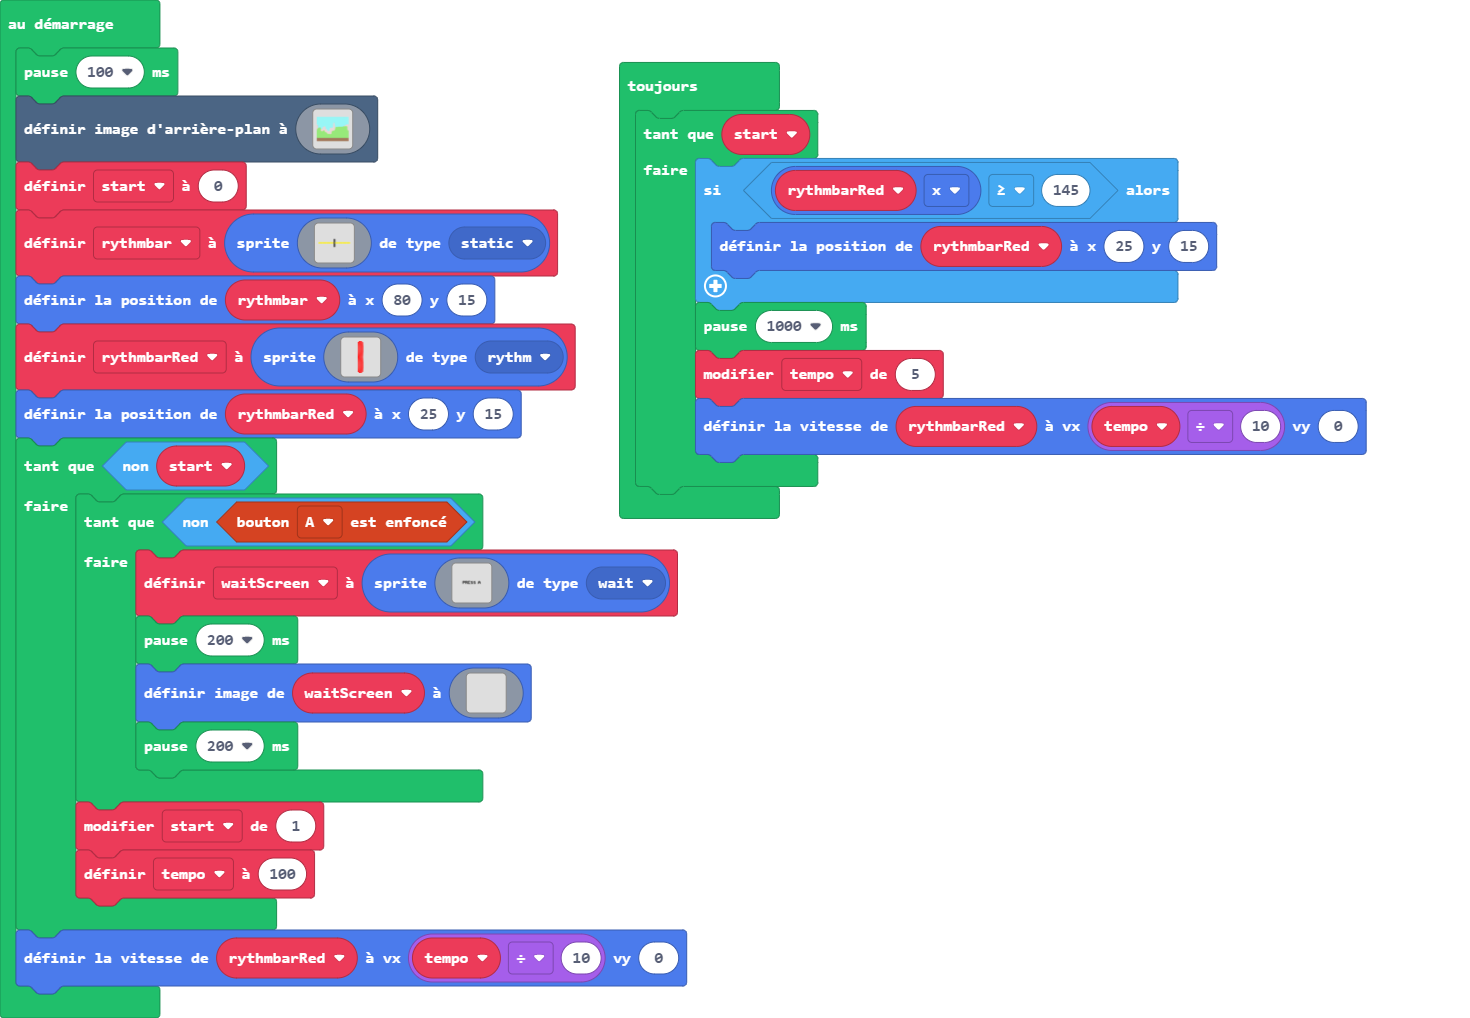 au démarrage
pause 100 ms
définir image d'arrière-plan à
définir start à 0
définir rythmbar à sprite de type static
définir la position de rythmbar à x 80 y 15
définir rythmbarRed à sprite de type rythm
définir la position de rythmbarRed à x 25 y 15
tant que non start
faire
tant que non bouton A est enfoncé
faire
définir waitScreen à sprite PRESS A de type wait
pause 200 ms
définir image de waitScreen à
pause 200 ms
modifier start de 1
définir tempo à 100
définir la vitesse de rythmbarRed à vx tempo ÷ 10 vy 0
toujours
tant que start
faire
si rythmbarRed x ≥ 145 alors
définir la position de rythmbarRed à x 25 y 15
pause 1000 ms
modifier tempo de 5
définir la vitesse de rythmbarRed à vx tempo ÷ 10 vy 0